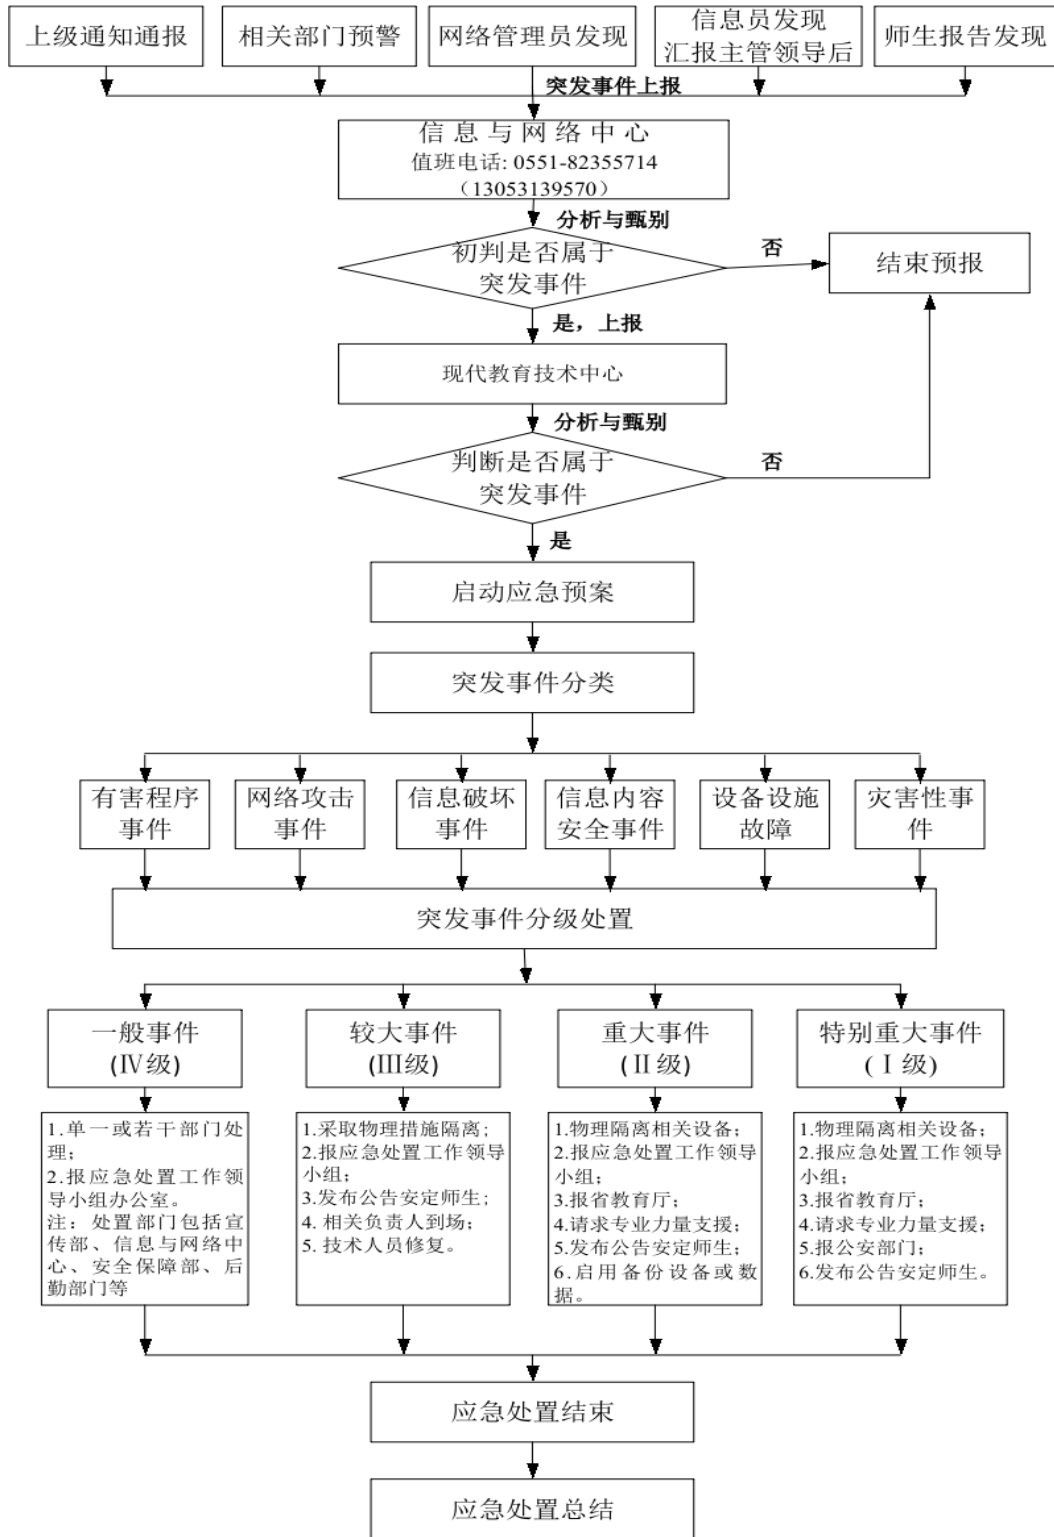 上级通知通报
相关部门预警
网络管理员发现
信息员发现
汇报主管领导后
师生报告发现
突发事件上报
信息与网络中心
值班电话: 0551-82355714
（13053139570）
分析与甄别
初判是否属于
突发事件
否
结束预报
是，上报
现代教育技术中心
分析与甄别
判断是否属于
突发事件
否
是
启动应急预案
突发事件分类
有害程序
事件
网络攻击
事件
信息破坏
事件
信息内容
安全事件
设备设施
故障
灾害性事
件
突发事件分级处置
一般事件
(Ⅳ级)
较大事件
(Ⅲ级)
重大事件
(Ⅱ级)
特别重大事件
(Ⅰ级)
1.单一或若干部门处
理；
2.报应急处置工作领
导小组办公室。
注：处置部门包括宣
传部、信息与网络中
心、安全保障部、后
勤部门等
1.采取物理措施隔离；
2.报应急处置工作领导
小组；
3.发布公告安定师生；
4. 相关负责人到场；
5. 技术人员修复。
1.物理隔离相关设备；
2.报应急处置工作领导
小组；
3.报省教育厅；
4.请求专业力量支援；
5.发布公告安定师生；
6.启用备份设备或数
据。
1.物理隔离相关设备；
2.报应急处置工作领导
小组；
3.报省教育厅；
4.请求专业力量支援；
5.报公安部门；
6.发布公告安定师生。
应急处置结束
应急处置总结